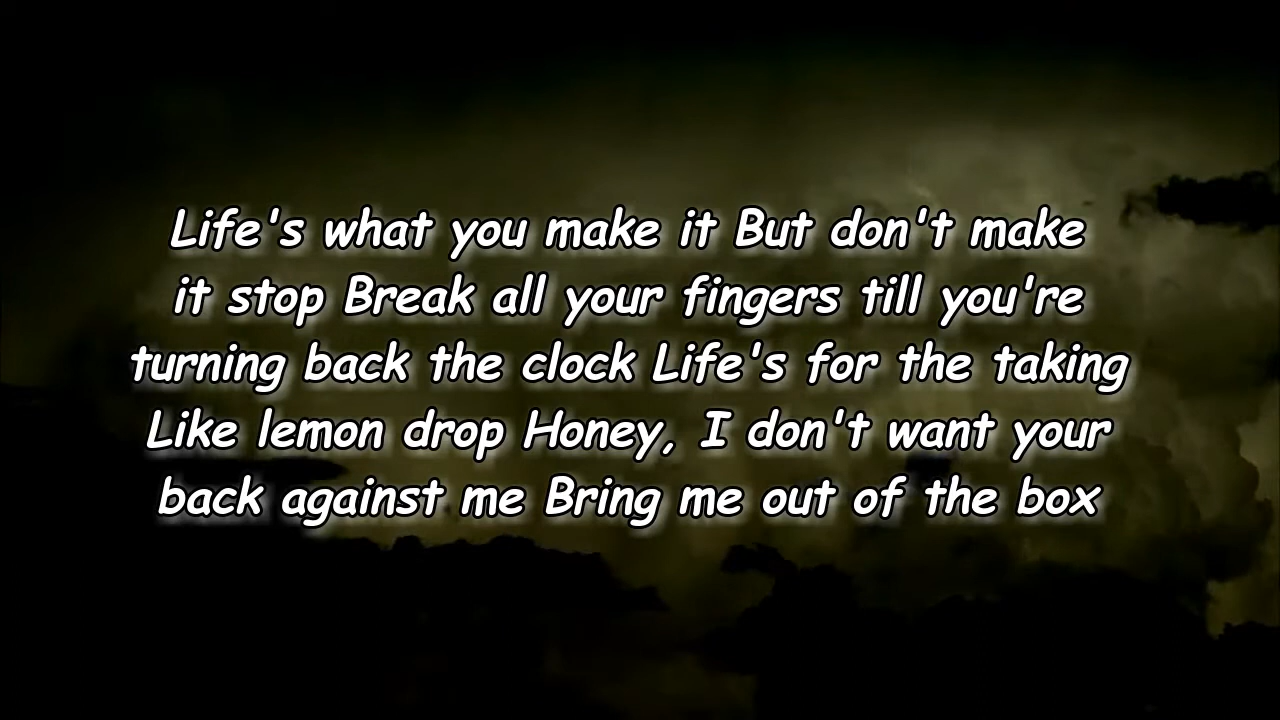 Life's what you make it But don't make
it stop Break all your fingers till you're
turning back the clock Life's for the taking
Like lemon drop Honey, I don't want your
back against me Bring me out of the box